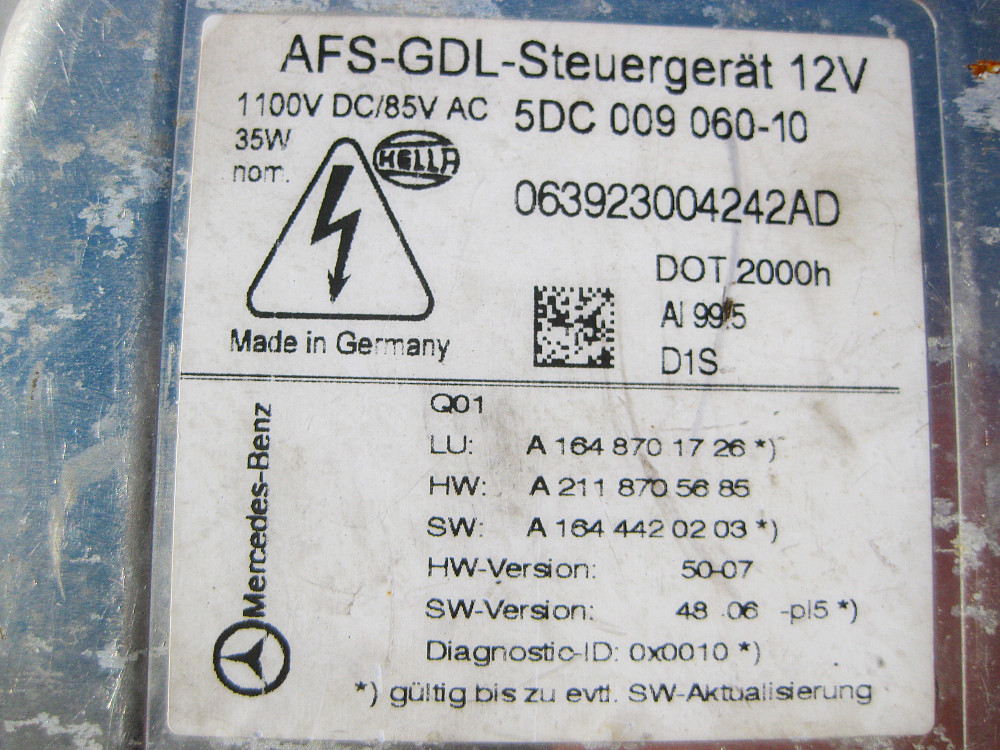 AFS-GDL-Steuergerät 12V
1100V DC/85V AC
35W
nom.
HELLA
5DC 009 060-10
063923004242AD
DOT 2000h
AI 99.5
D1S
Made in Germany
Mercedes-Benz
Q01
LU: A 164 870 17 26 *)
HW: A 211 870 56 85
SW: A 164 442 02 03 *)
HW-Version: 50-07
SW-Version: 48 06 -pl5 *)
Diagnostic-ID: 0x0010 *)
*) gültig bis zu evtl. SW-Aktualisierung